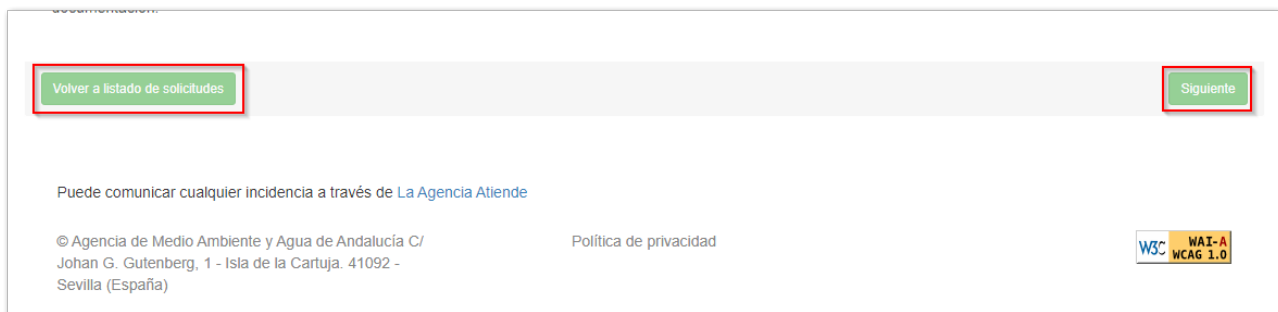 documentación.
Volver a listado de solicitudes
Siguiente
Puede comunicar cualquier incidencia a través de La Agencia Atiende
© Agencia de Medio Ambiente y Agua de Andalucía C/
Johan G. Gutenberg, 1 - Isla de la Cartuja. 41092 -
Sevilla (España)
Política de privacidad
W3C WAI-A
WCAG 1.0